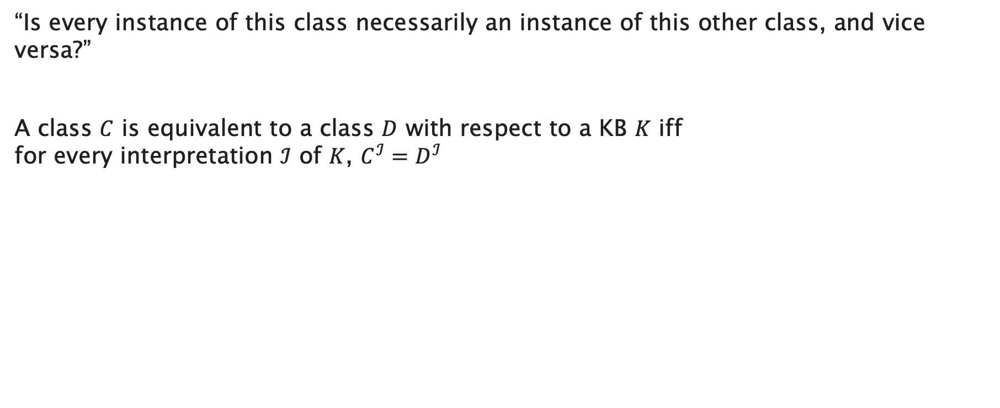 “Is every instance of this class necessarily an instance of this other class, and vice
versa?”
A class 𝐶 is equivalent to a class 𝐷 with respect to a KB 𝐾 iff
for every interpretation ℐ of 𝐾, 𝐶^ℐ = 𝐷^ℐ